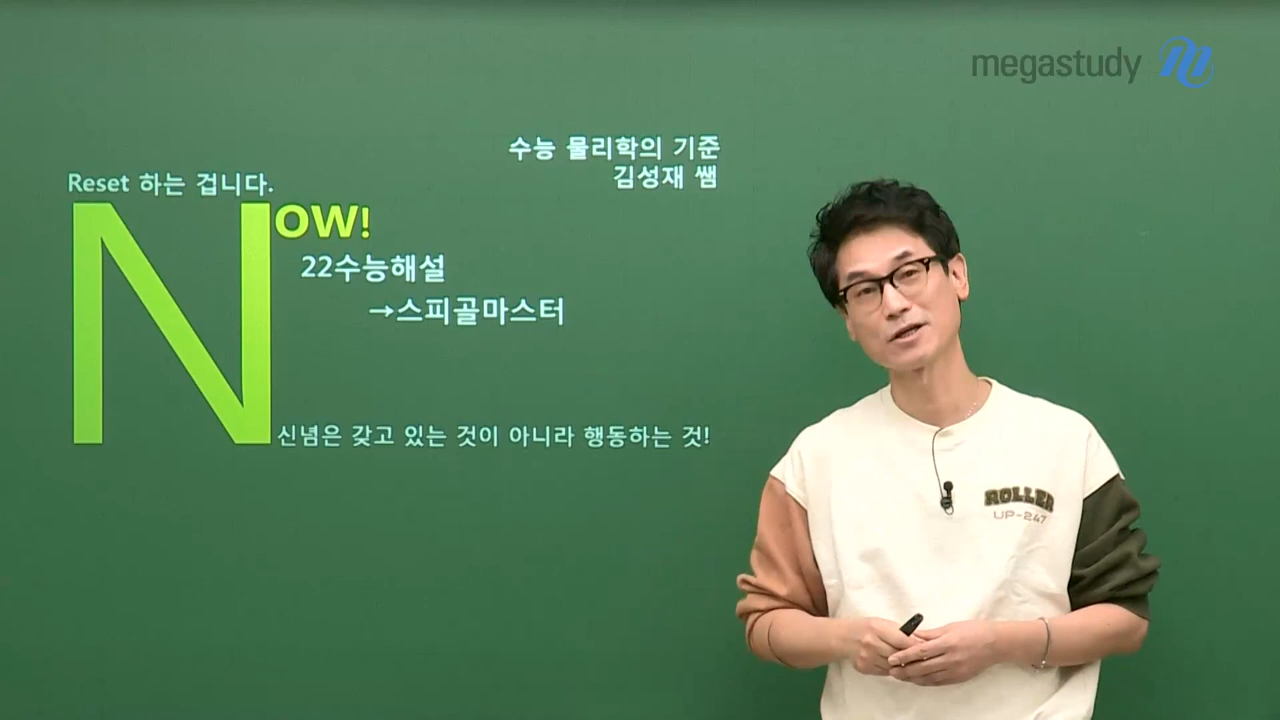 megastudy
수능 물리학의 기준
김성재 쌤
Reset 하는 겁니다.
NOW!
22수능해설
→스피골마스터
신념은 갖고 있는 것이 아니라 행동하는 것!
ROLLER
UP-247